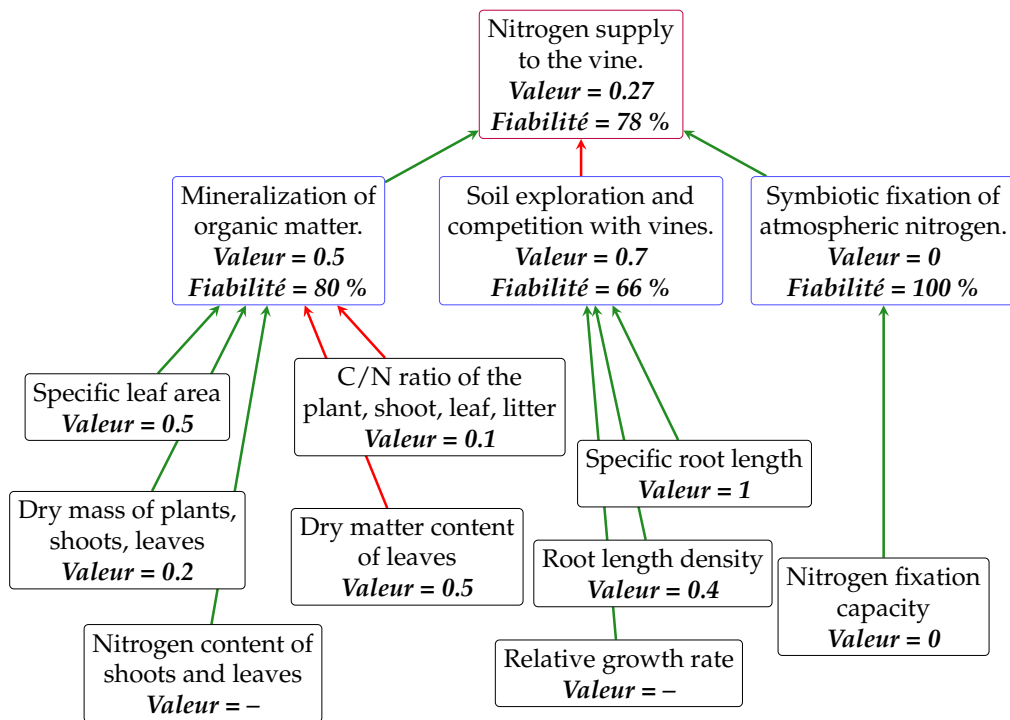 Nitrogen supply
to the vine.
Valeur = 0.27
Fiabilité = 78 %
Mineralization of
organic matter.
Valeur = 0.5
Fiabilité = 80 %
Soil exploration and
competition with vines.
Valeur = 0.7
Fiabilité = 66 %
Symbiotic fixation of
atmospheric nitrogen.
Valeur = 0
Fiabilité = 100 %
Specific leaf area
Valeur = 0.5
C/N ratio of the
plant, shoot, leaf, litter
Valeur = 0.1
Specific root length
Valeur = 1
Dry mass of plants,
shoots, leaves
Valeur = 0.2
Dry matter content
of leaves
Valeur = 0.5
Root length density
Valeur = 0.4
Nitrogen fixation
capacity
Valeur = 0
Nitrogen content of
shoots and leaves
Valeur = –
Relative growth rate
Valeur = –